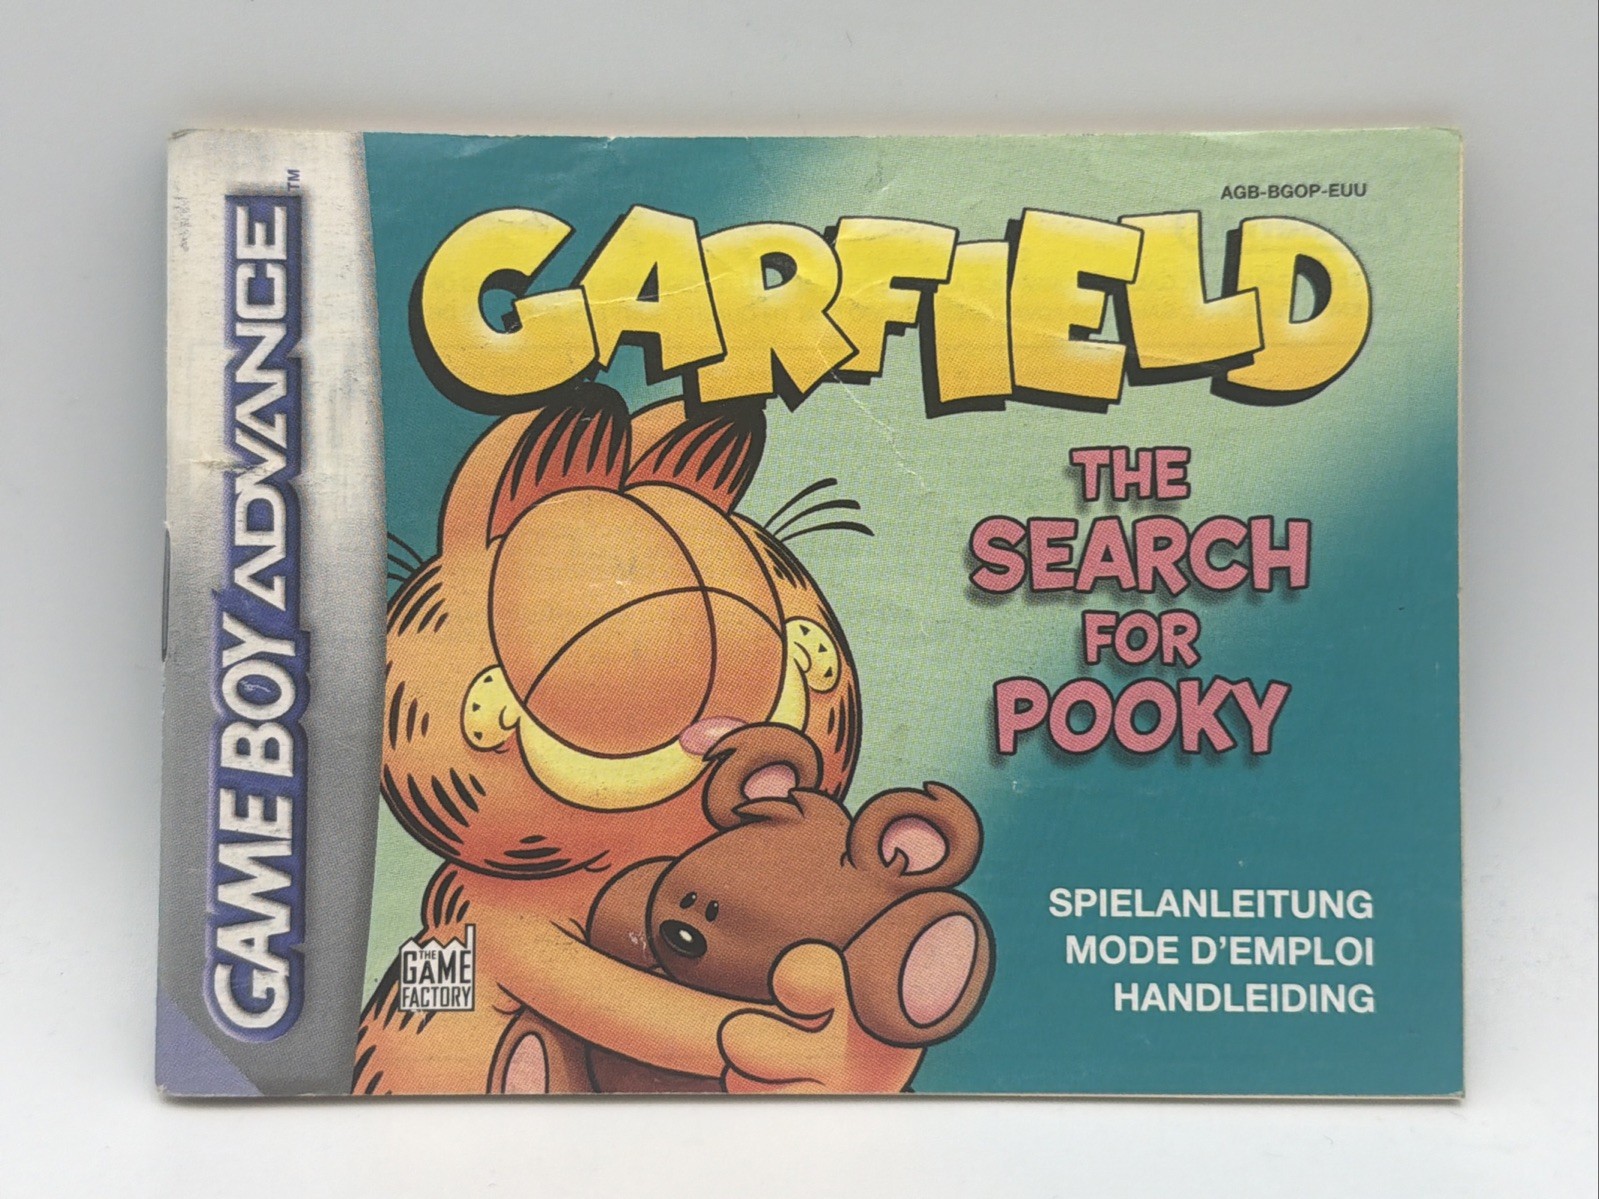 GAME BOY ADVANCE™
AGB-BGOP-EUU
GARFIELD
THE
SEARCH
FOR
POOKY
THE
GAME
FACTORY
SPIELANLEITUNG
MODE D'EMPLOI
HANDLEIDING